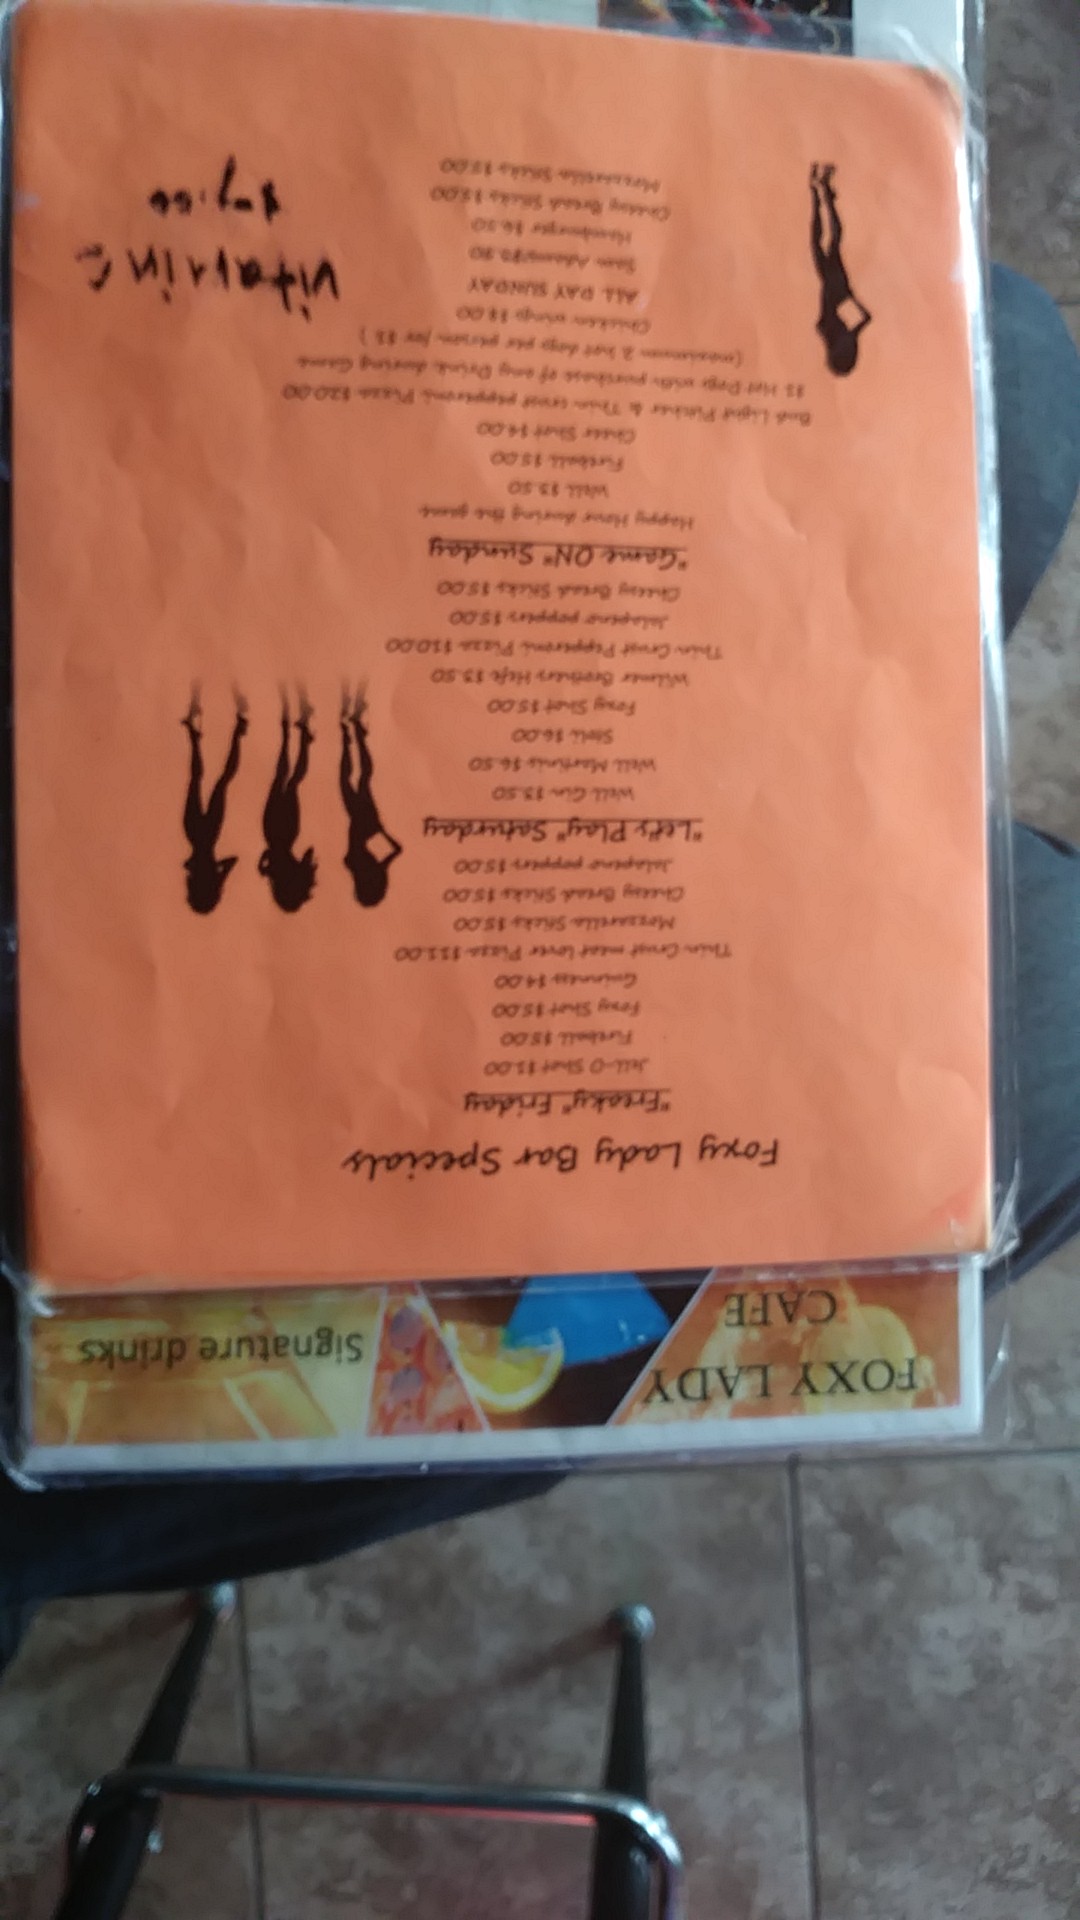 FOXY LADY
CAFE
Signature drinks
Foxy Lady Bar Specials
"Freaky" Friday
Jell-O Shot $1.00
Fireball $5.00
Foxy Shot $5.00
Guinness $4.00
Thin Crust meat lover Pizza $11.00
Mozzarella Sticks $5.00
Cheesy Bread Sticks $5.00
Jalapeno poppers $5.00
"Let's Play" Saturday
Well Gin $3.50
Well Martinis $6.50
Stoli $6.00
Foxy Shot $5.00
Widmer Brothers Hefe $3.50
Thin Crust Pepperoni Pizza $10.00
Jalapeno poppers $5.00
Cheesy Bread Sticks $5.00
"Game ON" Sunday
Happy Hour during the game
Well $3.50
Fireball $5.00
Cheer Shot $4.00
Bud Light Pitcher & Thin crust pepperoni Pizza $20.00
$1 Hot Dogs with purchase of any Drink during Game
(maximum 2 hot dogs per person for $1)
Chicken wings $8.00
ALL DAY SUNDAY
Sam Adams
Hamburger $6.50
Cheesy Bread Sticks $5.00
Mozzarella Sticks $5.00
vitamin C